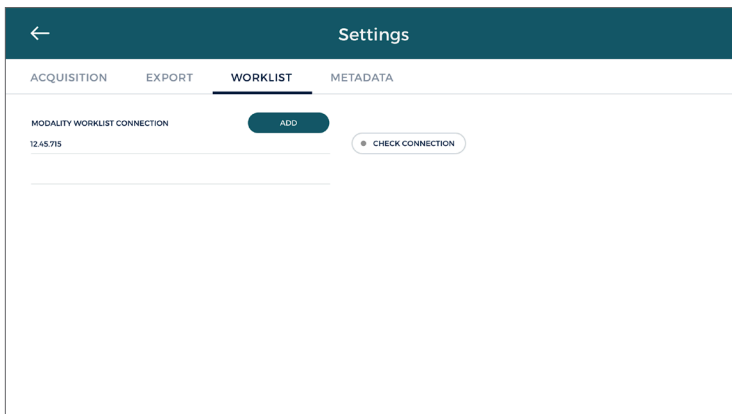 Settings
ACQUISITION EXPORT WORKLIST METADATA
MODALITY WORKLIST CONNECTION ADD
12.45.715 CHECK CONNECTION